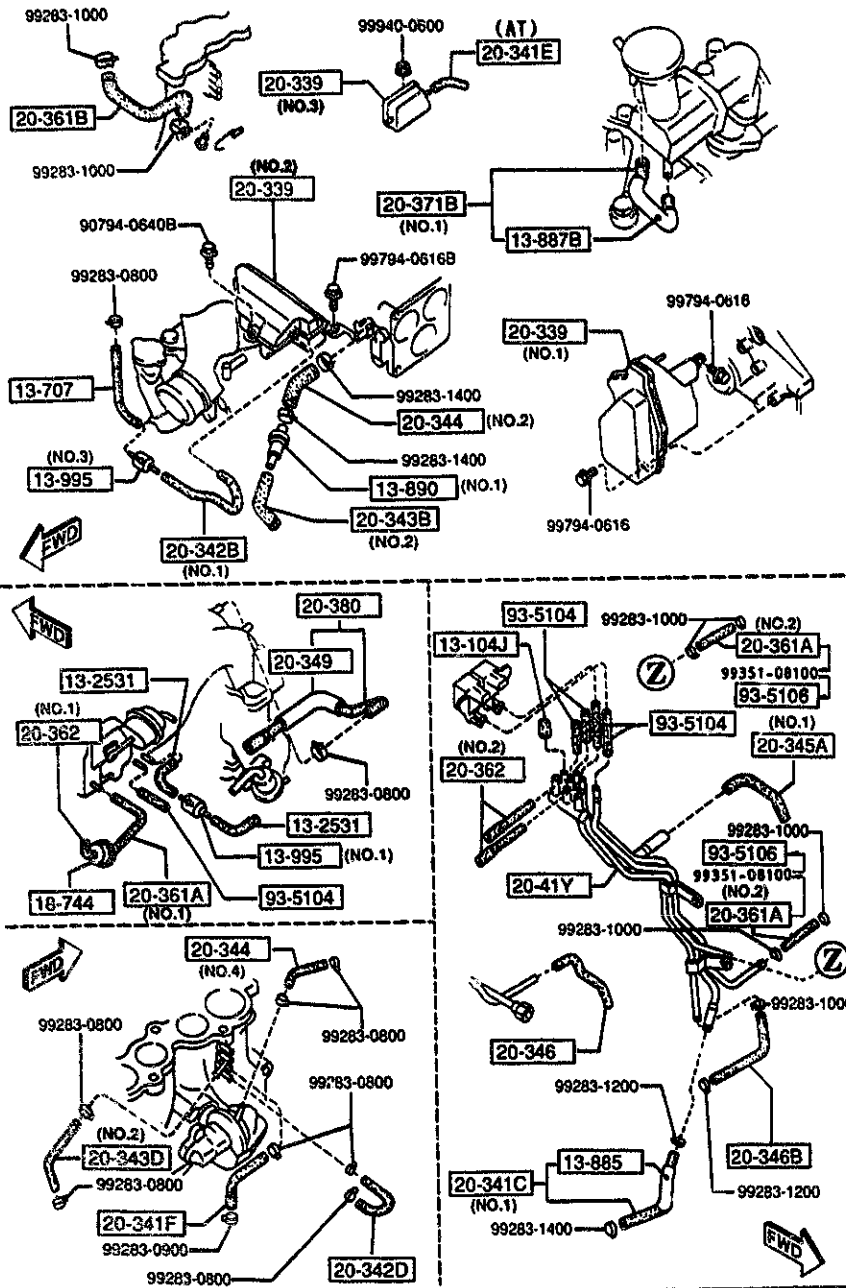 99283-1000
20-361B
99283-1000
99940-0600
(AT)
20-341E
20-339
(NO.3)
(NO.2)
20-339
90794-0640B
99283-0800
99794-0616B
13-707
99283-1400
20-344 (NO.2)
99283-1400
13-890 (NO.1)
20-343B
(NO.2)
(NO.3)
13-995
20-342B
(NO.1)
FWD
20-371B
(NO.1)
13-887B
20-339
(NO.1)
99794-0616
99794-0616
FWD
20-380
20-349
13-2531
(NO.1)
20-362
99283-0800
13-2531
13-995 (NO.1)
18-744
20-361A
(NO.1)
93-5104
FWD
20-344
(NO.4)
99283-0800
99283-0800
99283-0800
(NO.2)
20-343D
99283-0800
20-341F
99283-0900
99283-0800
20-342D
93-5104
13-104J
99283-1000
(NO.2)
20-361A
99351-08100
93-5106
Z
93-5104
(NO.1)
20-345A
(NO.2)
20-362
99283-1000
93-5106
99351-08100
(NO.2)
20-361A
20-41Y
99283-1000
Z
99283-1000
20-346
99283-1200
13-885
20-341C
(NO.1)
99283-1400
20-346B
99283-1200
FWD